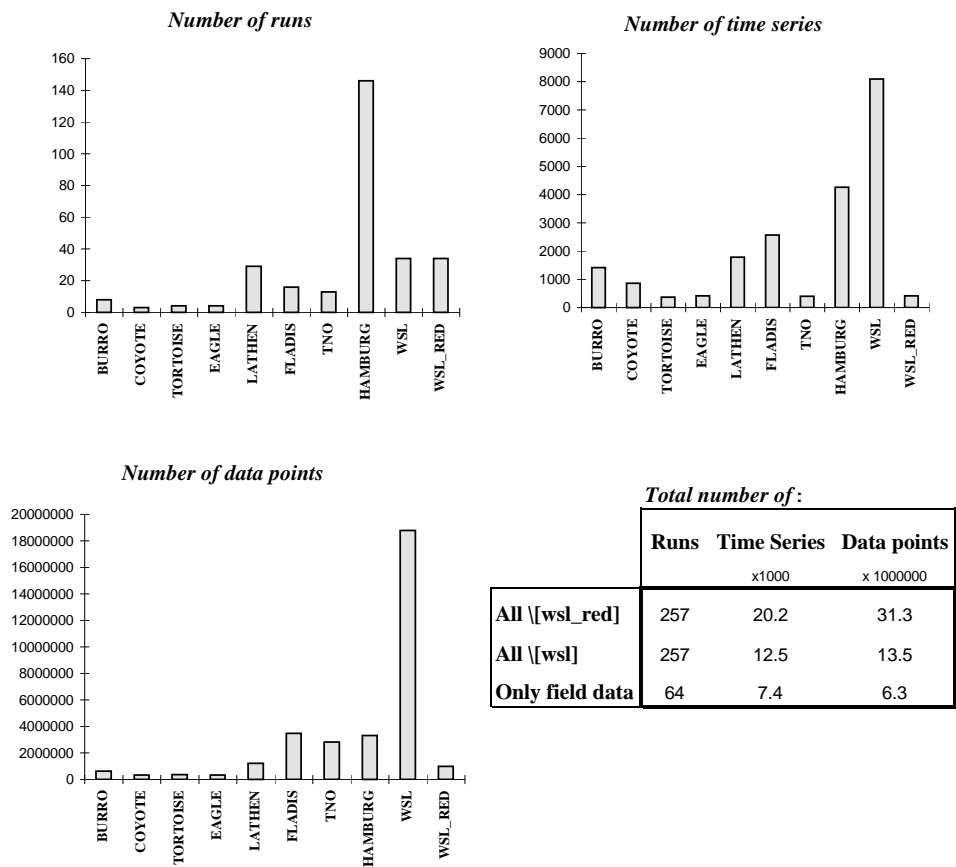 Number of runs
160
140
120
100
80
60
40
20
0
BURRO
COYOTE
TORTOISE
EAGLE
LATHEN
FLADIS
TNO
HAMBURG
WSL
WSL_RED
Number of time series
9000
8000
7000
6000
5000
4000
3000
2000
1000
0
BURRO
COYOTE
TORTOISE
EAGLE
LATHEN
FLADIS
TNO
HAMBURG
WSL
WSL_RED
Number of data points
20000000
18000000
16000000
14000000
12000000
10000000
8000000
6000000
4000000
2000000
0
BURRO
COYOTE
TORTOISE
EAGLE
LATHEN
FLADIS
TNO
HAMBURG
WSL
WSL_RED
Total number of :
Runs Time Series Data points
x1000 x 1000000
All \[wsl_red] 257 20.2 31.3
All \[wsl] 257 12.5 13.5
Only field data 64 7.4 6.3